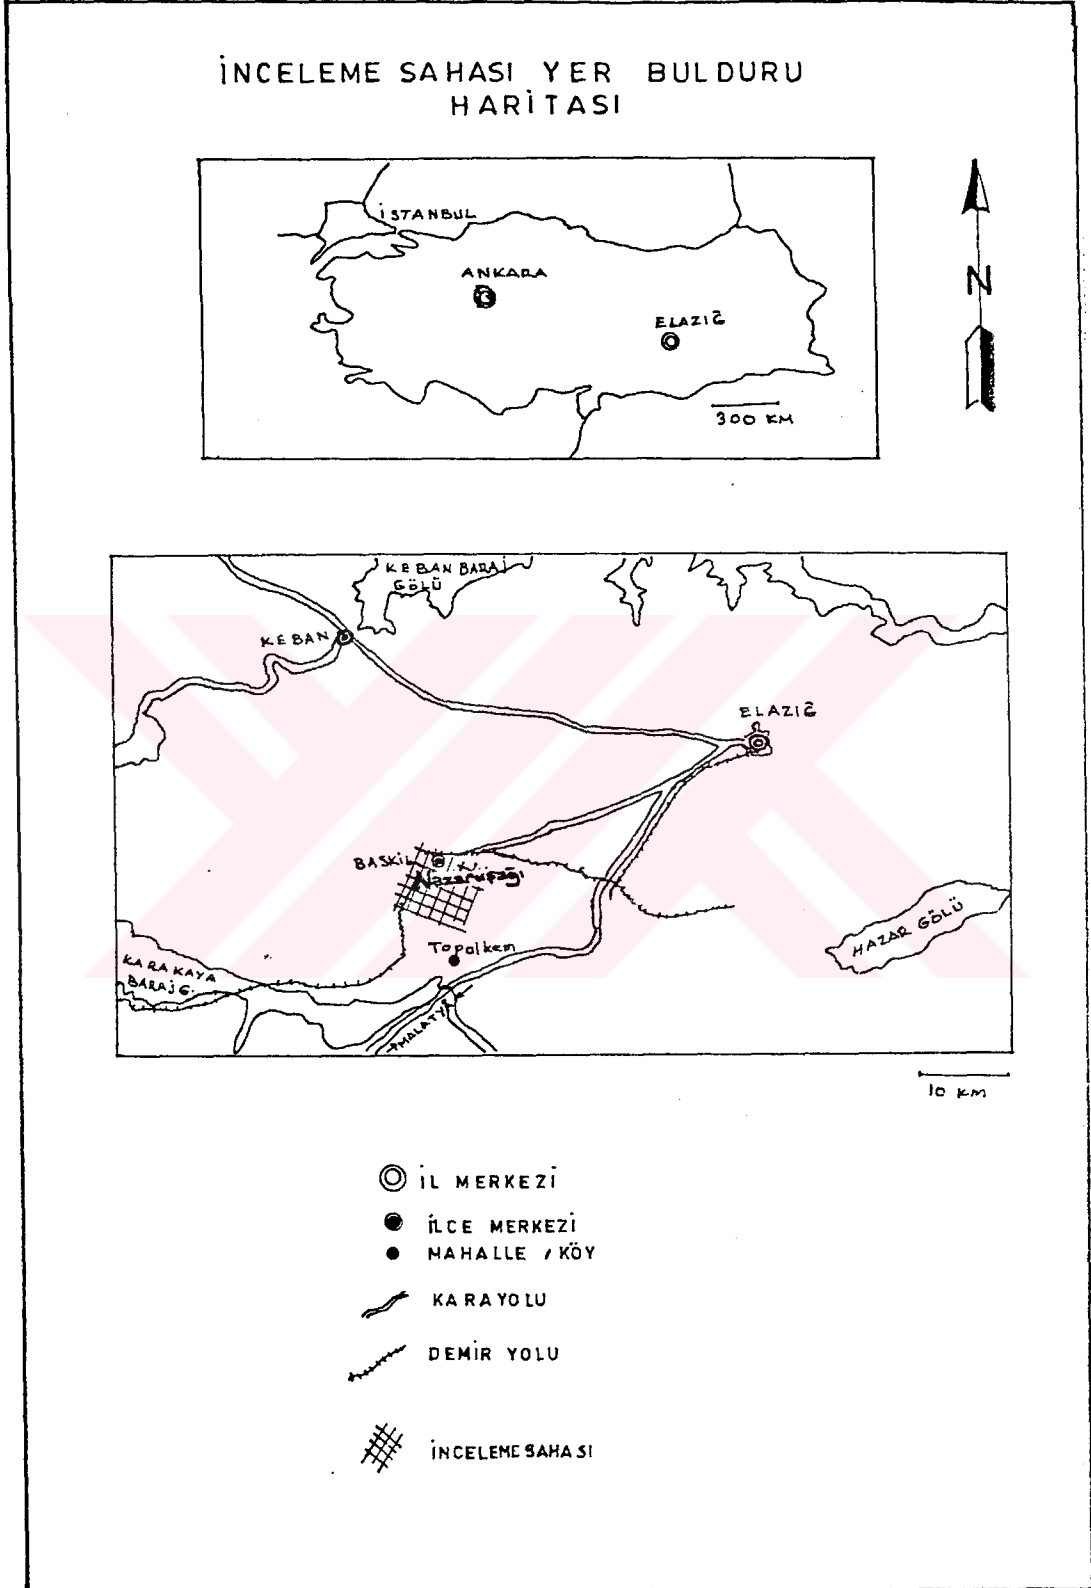 İNCELEME SAHASI YER BULDURU
HARİTASI
İSTANBUL
ANKARA
ELAZIĞ
N
300 KM
KEBAN BARAJ
GÖLÜ
KEBAN
ELAZIĞ
BASKİL
Nazaruşağı
HAZAR GÖLÜ
Topalkem
KARAKAYA
BARAJ G.
MALATYA
10 KM
İL MERKEZİ
İLCE MERKEZİ
MAHALLE / KÖY
KARAYOLU
DEMİR YOLU
İNCELEME SAHASI